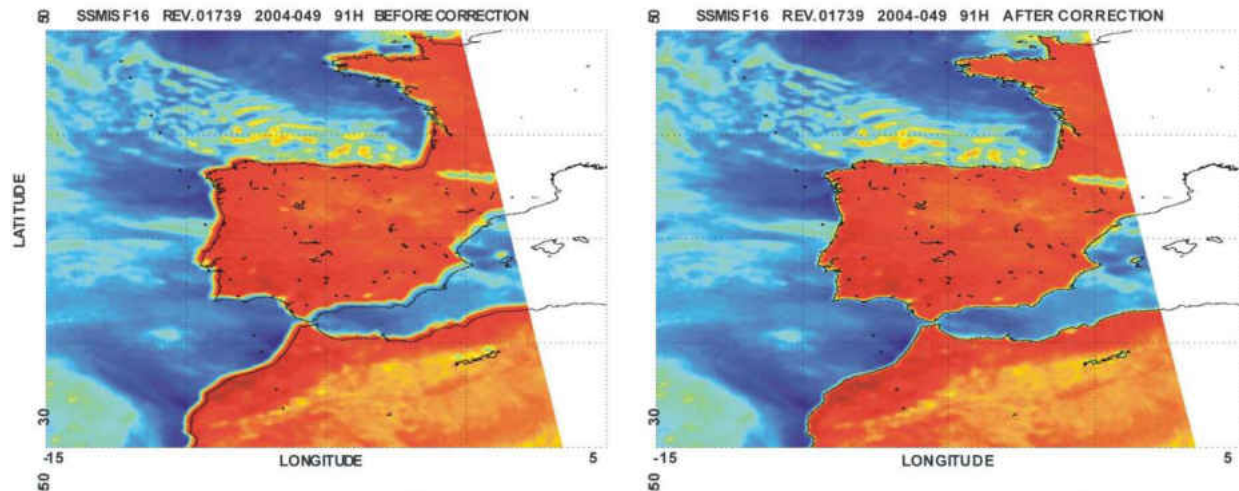 SSMIS F16 REV. 01739 2004-049 91H BEFORE CORRECTION
50
LATITUDE
30
-15
LONGITUDE
5
50
SSMIS F16 REV. 01739 2004-049 91H AFTER CORRECTION
50
30
-15
LONGITUDE
5
50